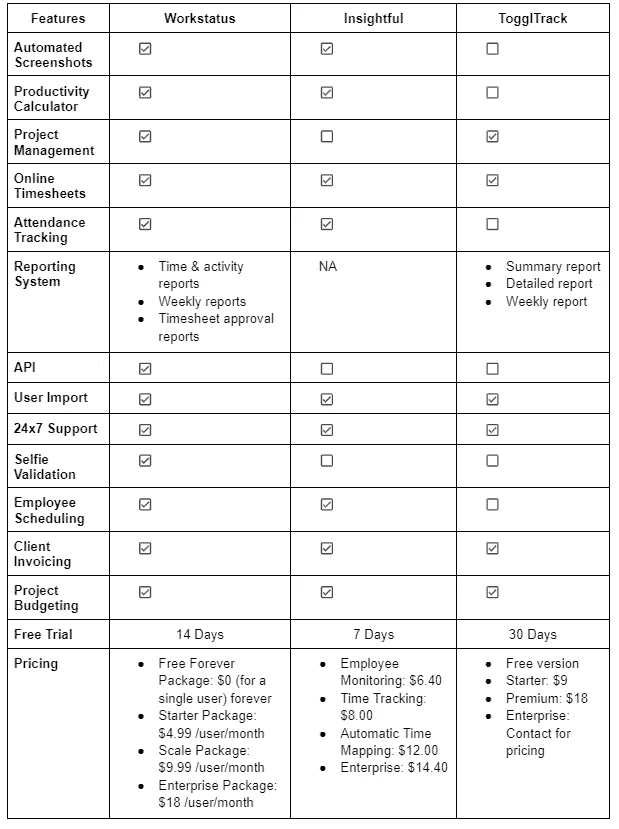 Features Workstatus Insightful TogglTrack
Automated
Screenshots ☑ ☑ ☐
Productivity
Calculator ☑ ☑ ☐
Project
Management ☑ ☐ ☑
Online
Timesheets ☑ ☑ ☑
Attendance
Tracking ☑ ☑ ☐
Reporting
System
● Time & activity
reports
● Weekly reports
● Timesheet approval
reports
NA
● Summary report
● Detailed report
● Weekly report
API ☑ ☐ ☐
User Import ☑ ☑ ☑
24x7 Support ☑ ☑ ☑
Selfie
Validation ☑ ☐ ☐
Employee
Scheduling ☑ ☑ ☐
Client
Invoicing ☑ ☑ ☑
Project
Budgeting ☑ ☑ ☑
Free Trial 14 Days 7 Days 30 Days
Pricing
● Free Forever
Package: $0 (for a
single user) forever
● Starter Package:
$4.99 /user/month
● Scale Package:
$9.99 /user/month
● Enterprise Package:
$18 /user/month
● Employee
Monitoring: $6.40
● Time Tracking:
$8.00
● Automatic Time
Mapping: $12.00
● Enterprise: $14.40
● Free version
● Starter: $9
● Premium: $18
● Enterprise:
Contact for
pricing